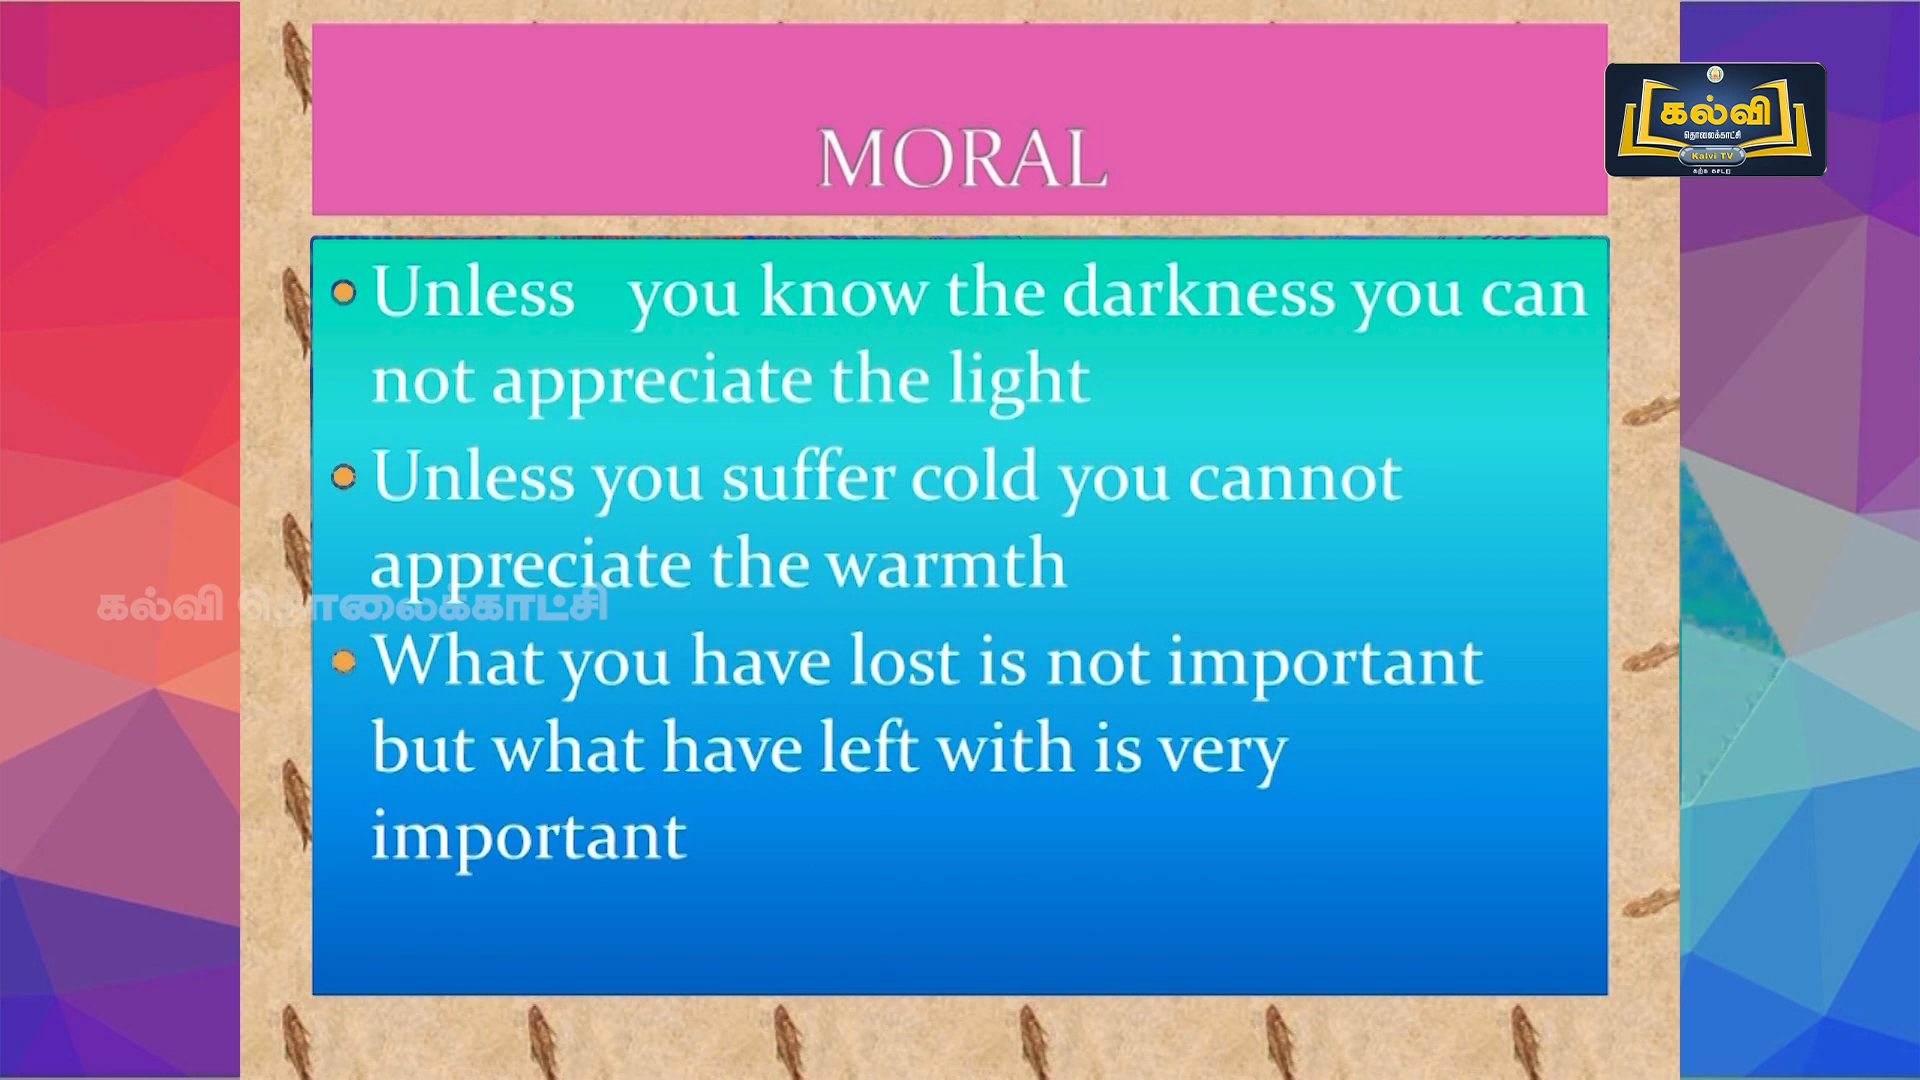 MORAL
கல்வி
தொலைக்காட்சி
Kalvi TV
கற்க கசடற
Unless you know the darkness you can
not appreciate the light
Unless you suffer cold you cannot
appreciate the warmth
கல்வி தொலைக்காட்சி
What you have lost is not important
but what have left with is very
important